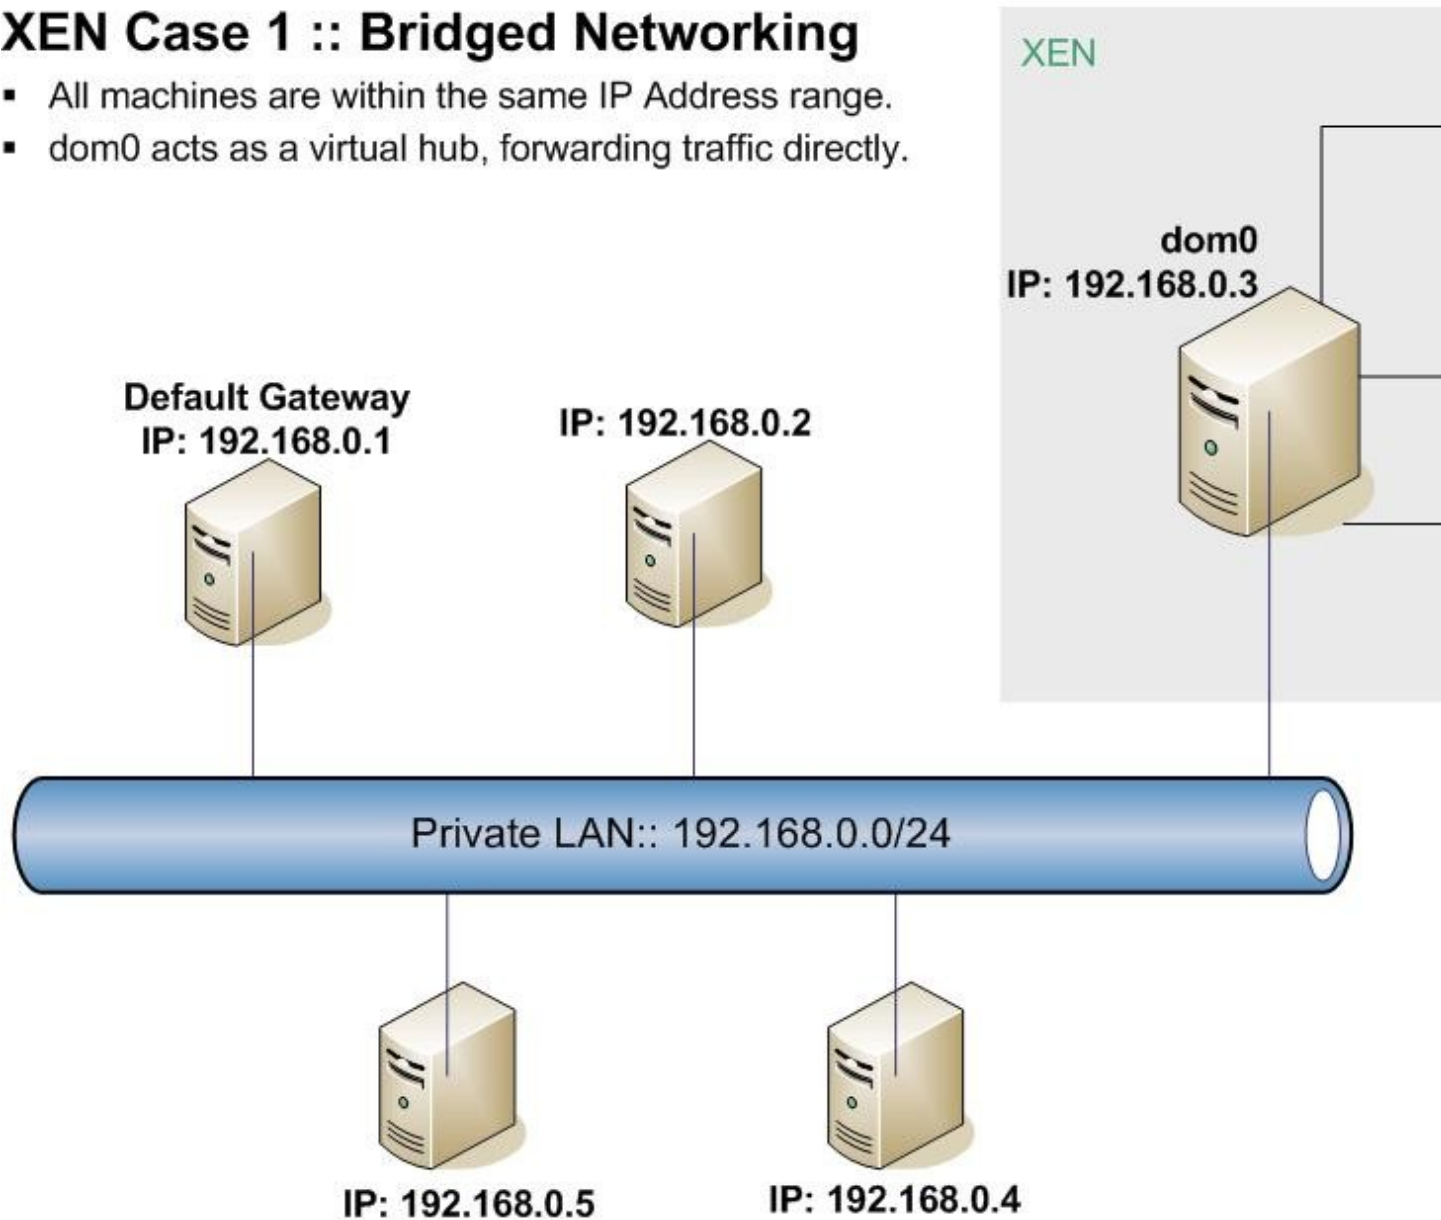 XEN Case 1 :: Bridged Networking
▪ All machines are within the same IP Address range.
▪ dom0 acts as a virtual hub, forwarding traffic directly.
XEN
dom0
IP: 192.168.0.3
Default Gateway
IP: 192.168.0.1
IP: 192.168.0.2
Private LAN:: 192.168.0.0/24
IP: 192.168.0.5
IP: 192.168.0.4